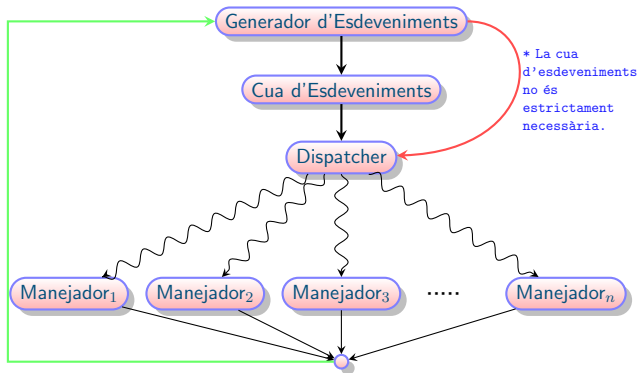 Generador d'Esdeveniments
* La cua
d'esdeveniments
no és
estrictament
necessària.
Cua d'Esdeveniments
Dispatcher
Manejador₁ Manejador₂ Manejador₃ ..... Manejadorₙ